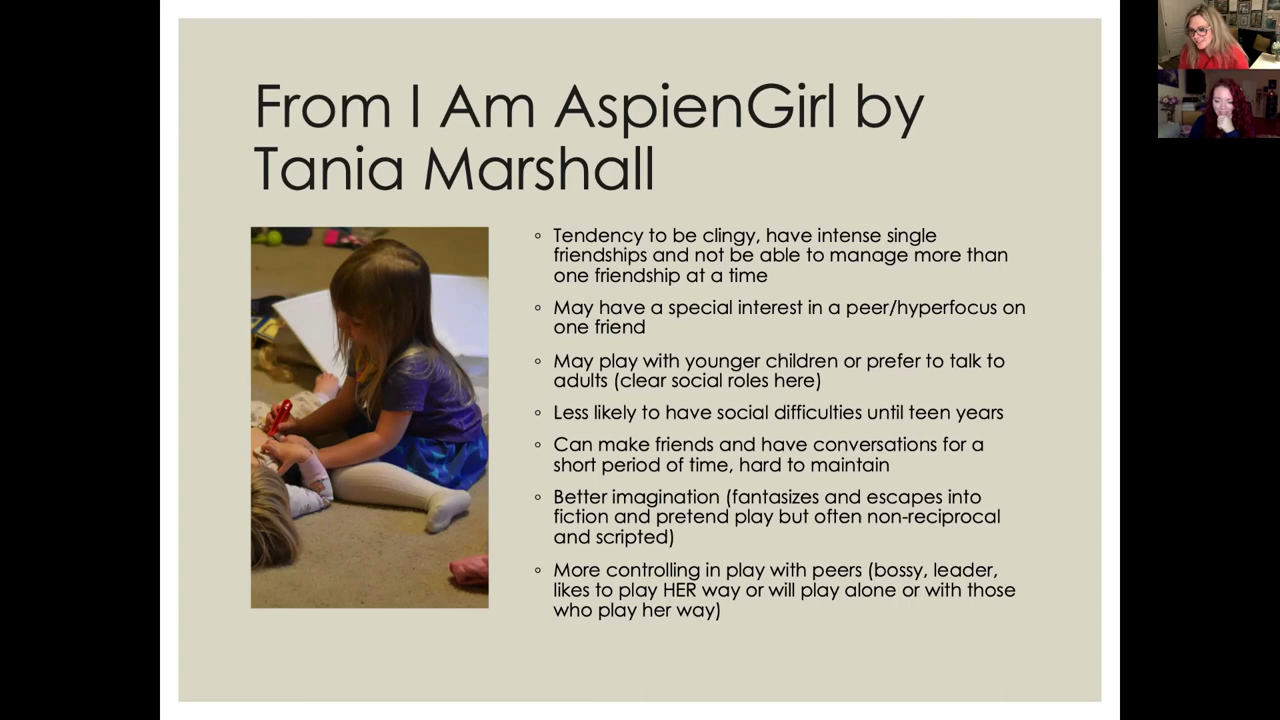 From I Am AspienGirl by
Tania Marshall
◦ Tendency to be clingy, have intense single
friendships and not be able to manage more than
one friendship at a time
◦ May have a special interest in a peer/hyperfocus on
one friend
◦ May play with younger children or prefer to talk to
adults (clear social roles here)
◦ Less likely to have social difficulties until teen years
◦ Can make friends and have conversations for a
short period of time, hard to maintain
◦ Better imagination (fantasizes and escapes into
fiction and pretend play but often non-reciprocal
and scripted)
◦ More controlling in play with peers (bossy, leader,
likes to play HER way or will play alone or with those
who play her way)